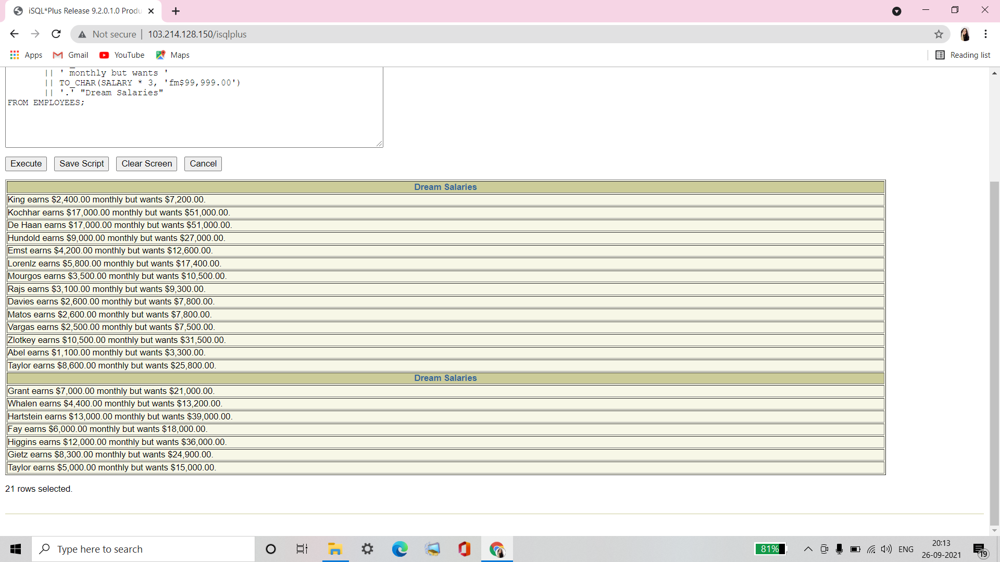 iSQL*Plus Release 9.2.0.1.0 Produ
Not secure | 103.214.128.150/isqlplus
Apps Gmail YouTube Maps Reading list
|| ' monthly but wants '
|| TO_CHAR(SALARY * 3, 'fm$99,999.00')
|| '.' "Dream Salaries"
FROM EMPLOYEES;
Execute Save Script Clear Screen Cancel
Dream Salaries
King earns $2,400.00 monthly but wants $7,200.00.
Kochhar earns $17,000.00 monthly but wants $51,000.00.
De Haan earns $17,000.00 monthly but wants $51,000.00.
Hundold earns $9,000.00 monthly but wants $27,000.00.
Ernst earns $4,200.00 monthly but wants $12,600.00.
Lorenlz earns $5,800.00 monthly but wants $17,400.00.
Mourgos earns $3,500.00 monthly but wants $10,500.00.
Rajs earns $3,100.00 monthly but wants $9,300.00.
Davies earns $2,600.00 monthly but wants $7,800.00.
Matos earns $2,600.00 monthly but wants $7,800.00.
Vargas earns $2,500.00 monthly but wants $7,500.00.
Zlotkey earns $10,500.00 monthly but wants $31,500.00.
Abel earns $1,100.00 monthly but wants $3,300.00.
Taylor earns $8,600.00 monthly but wants $25,800.00.
Dream Salaries
Grant earns $7,000.00 monthly but wants $21,000.00.
Whalen earns $4,400.00 monthly but wants $13,200.00.
Hartstein earns $13,000.00 monthly but wants $39,000.00.
Fay earns $6,000.00 monthly but wants $18,000.00.
Higgins earns $12,000.00 monthly but wants $36,000.00.
Gietz earns $8,300.00 monthly but wants $24,900.00.
Taylor earns $5,000.00 monthly but wants $15,000.00.
21 rows selected.
Type here to search
81%
ENG
20:13
26-09-2021
19